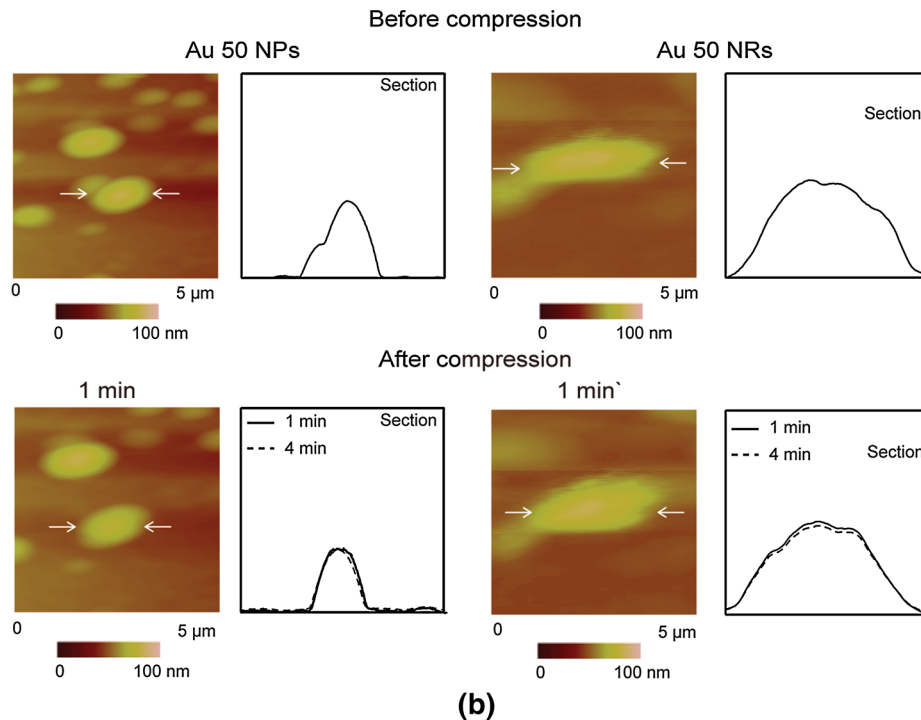 Before compression
Au 50 NPs
Au 50 NRs
Section
Section
0
5 µm
0
5 µm
0
100 nm
0
100 nm
After compression
1 min
1 min`
1 min
4 min
Section
1 min
4 min
Section
0
5 µm
0
5 µm
0
100 nm
0
100 nm
(b)